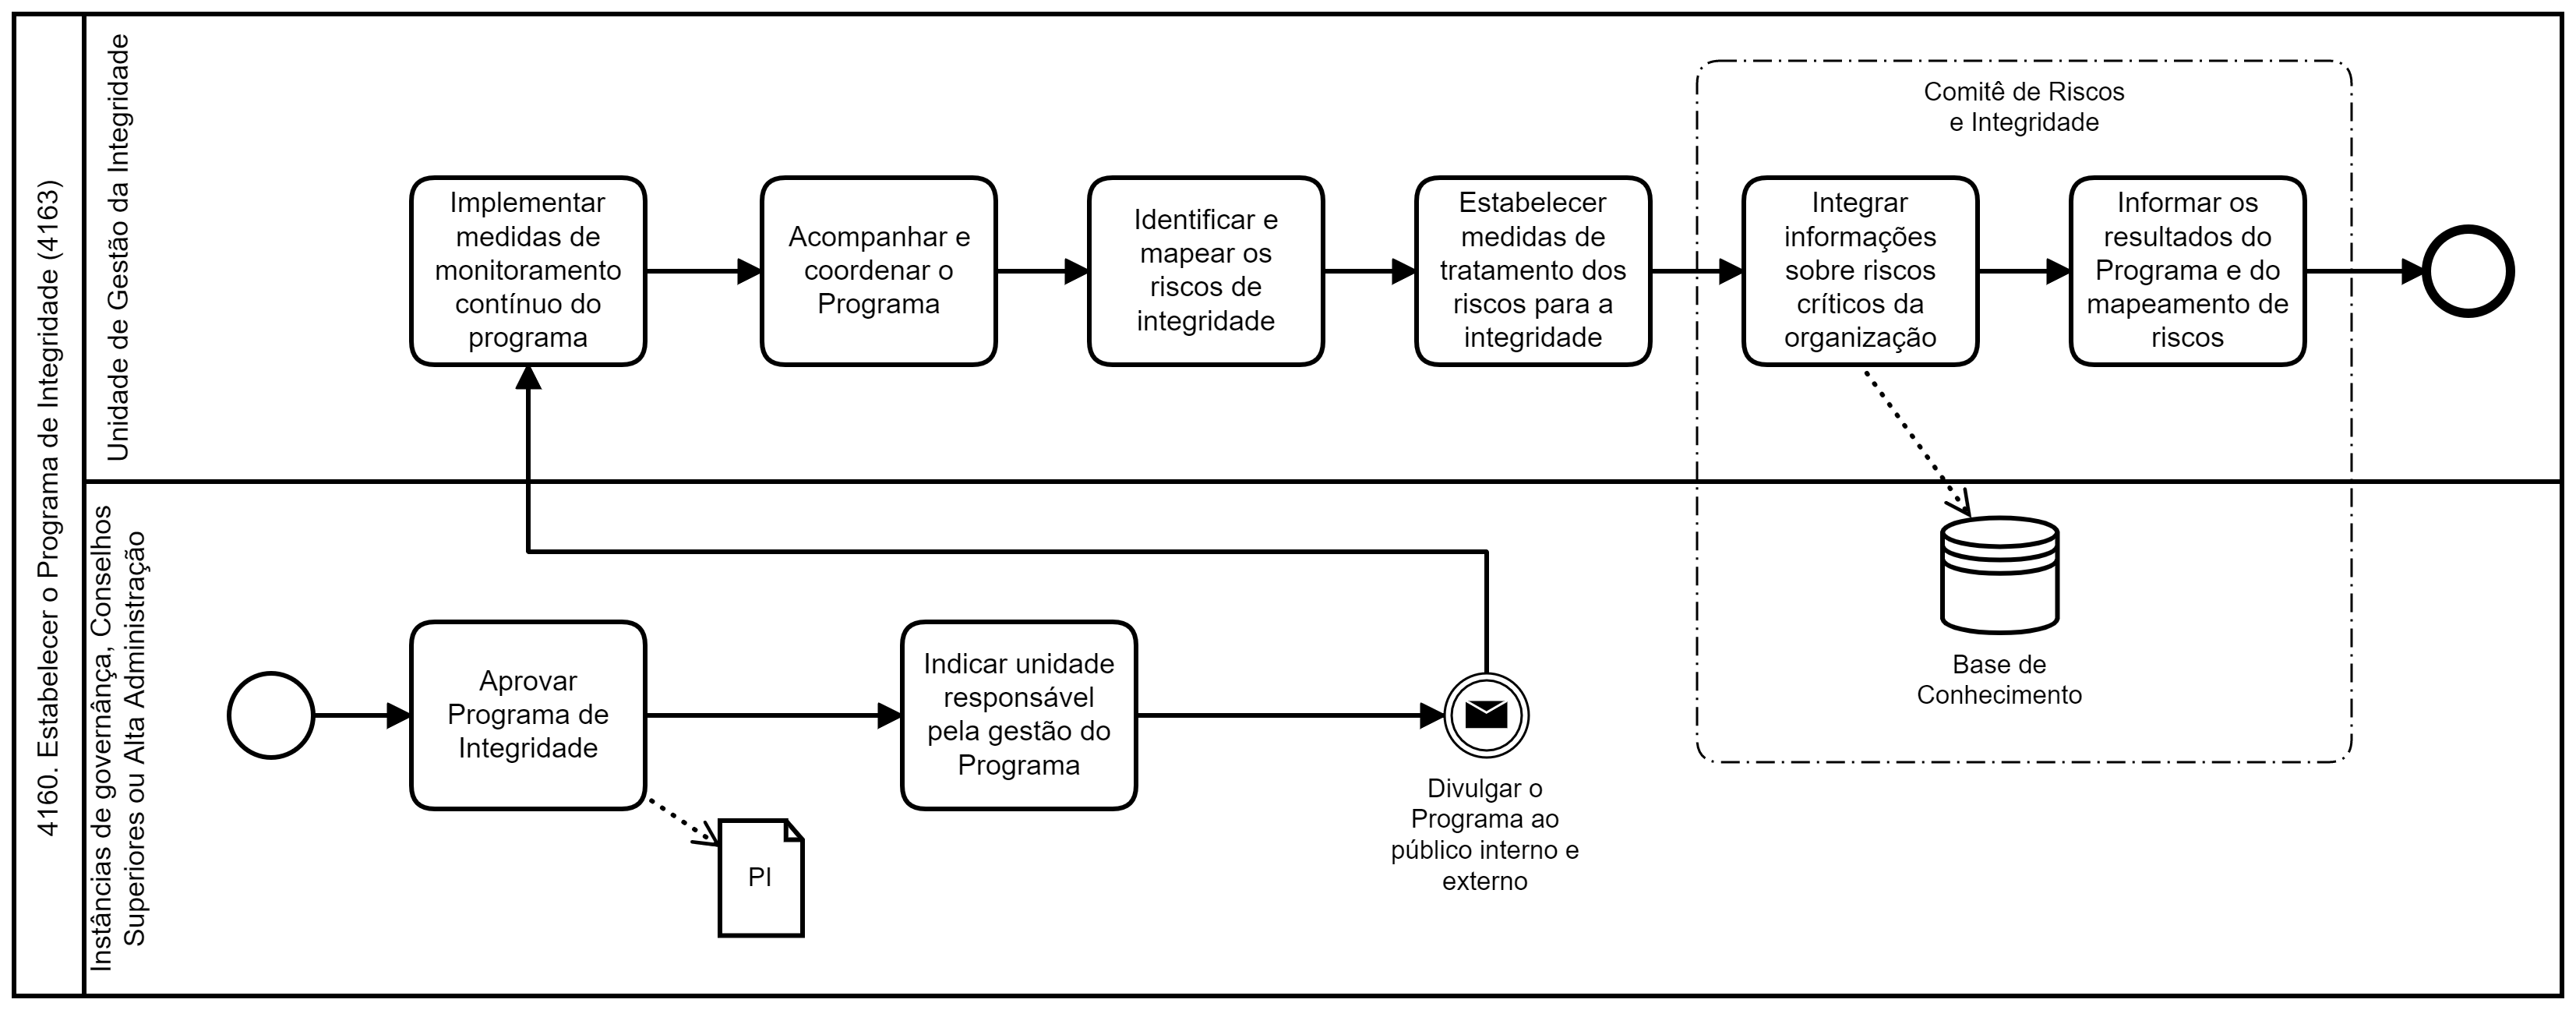 4160. Estabelecer o Programa de Integridade (4163)
Unidade de Gestão da Integridade
Comitê de Riscos
e Integridade
Implementar
medidas de
monitoramento
contínuo do
programa
Acompanhar e
coordenar o
Programa
Identificar e
mapear os
riscos de
integridade
Estabelecer
medidas de
tratamento dos
riscos para a
integridade
Integrar
informações
sobre riscos
críticos da
organização
Informar os
resultados do
Programa e do
mapeamento de
riscos
Instâncias de governânça, Conselhos
Superiores ou Alta Administração
Aprovar
Programa de
Integridade
PI
Indicar unidade
responsável
pela gestão do
Programa
Divulgar o
Programa ao
público interno e
externo
Base de
Conhecimento